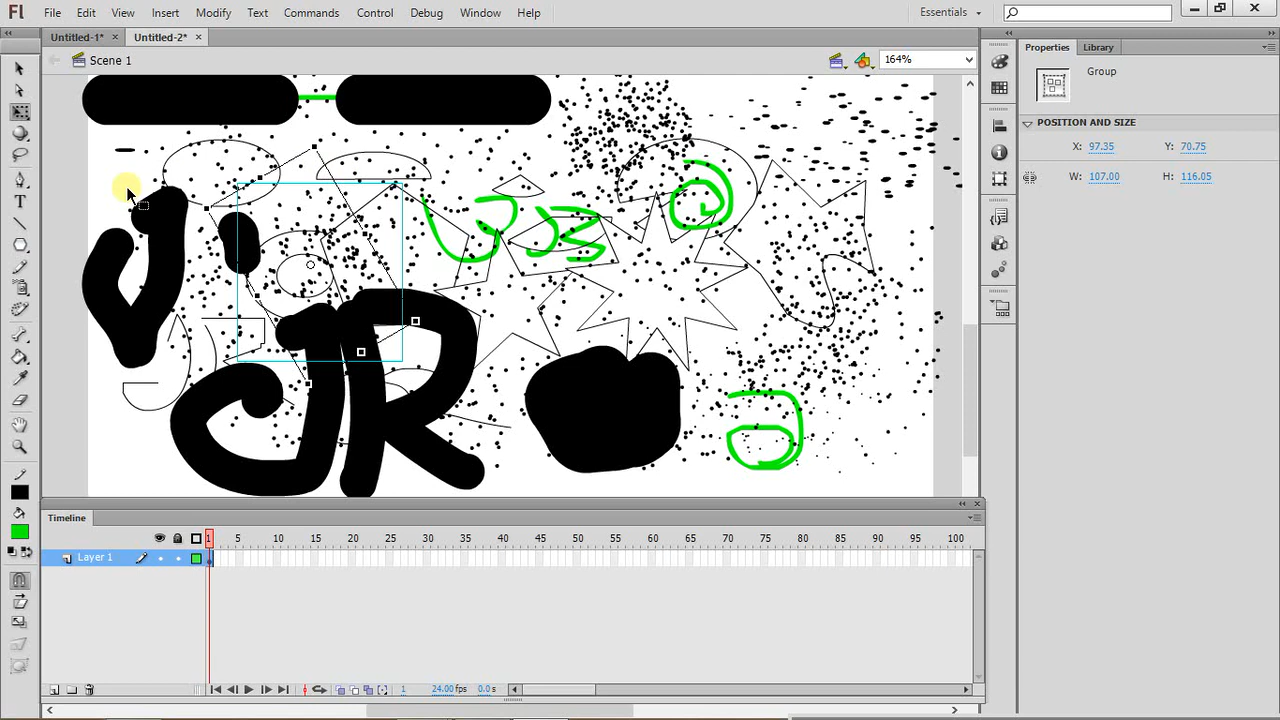 Fl File Edit View Insert Modify Text Commands Control Debug Window Help Essentials
Untitled-1* × Untitled-2* ×
Scene 1 164%
Properties Library
Group
POSITION AND SIZE
X: 97.35 Y: 70.75
W: 107.00 H: 116.05
JR
Timeline
1 5 10 15 20 25 30 35 40 45 50 55 60 65 70 75 80 85 90 95 100
Layer 1
1 24.00 fps 0.0 s